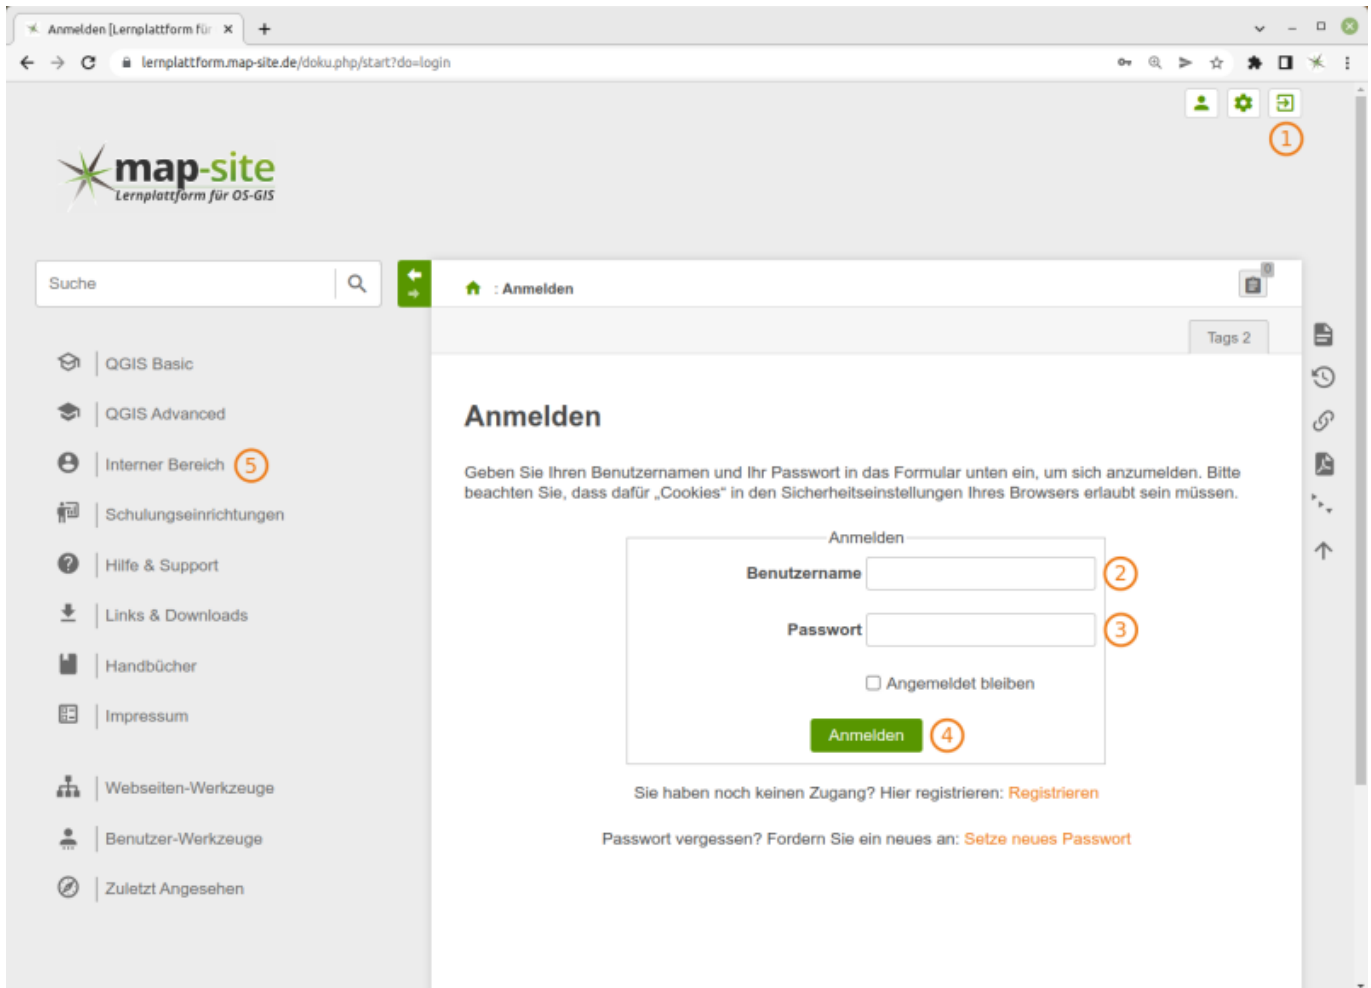 Anmelden [Lernplattform für
lernplattform.map-site.de/doku.php/start?do=login
1
map-site
Lernplattform für OS-GIS
Suche
: Anmelden
0
Tags 2
QGIS Basic
QGIS Advanced
Interner Bereich 5
Schulungseinrichtungen
Hilfe & Support
Links & Downloads
Handbücher
Impressum
Webseiten-Werkzeuge
Benutzer-Werkzeuge
Zuletzt Angesehen
Anmelden
Geben Sie Ihren Benutzernamen und Ihr Passwort in das Formular unten ein, um sich anzumelden. Bitte
beachten Sie, dass dafür „Cookies“ in den Sicherheitseinstellungen Ihres Browsers erlaubt sein müssen.
Anmelden
Benutzername 2
Passwort 3
Angemeldet bleiben
Anmelden 4
Sie haben noch keinen Zugang? Hier registrieren: Registrieren
Passwort vergessen? Fordern Sie ein neues an: Setze neues Passwort